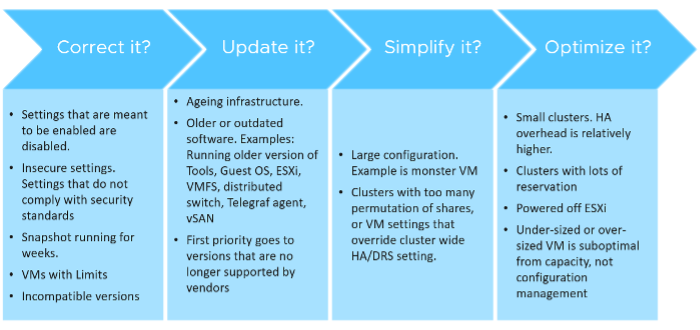 Correct it?
Update it?
Simplify it?
Optimize it?
• Settings that are meant
to be enabled are
disabled.
• Insecure settings.
Settings that do not
comply with security
standards
• Snapshot running for
weeks.
• VMs with Limits
• Incompatible versions
• Ageing infrastructure.
• Older or outdated
software. Examples:
Running older version of
Tools, Guest OS, ESXi,
VMFS, distributed
switch, Telegraf agent,
vSAN
• First priority goes to
versions that are no
longer supported by
vendors
• Large configuration.
Example is monster VM
• Clusters with too many
permutation of shares,
or VM settings that
override cluster wide
HA/DRS setting.
• Small clusters. HA
overhead is relatively
higher.
• Clusters with lots of
reservation
• Powered off ESXi
• Under-sized or over-
sized VM is suboptimal
from capacity, not
configuration
management